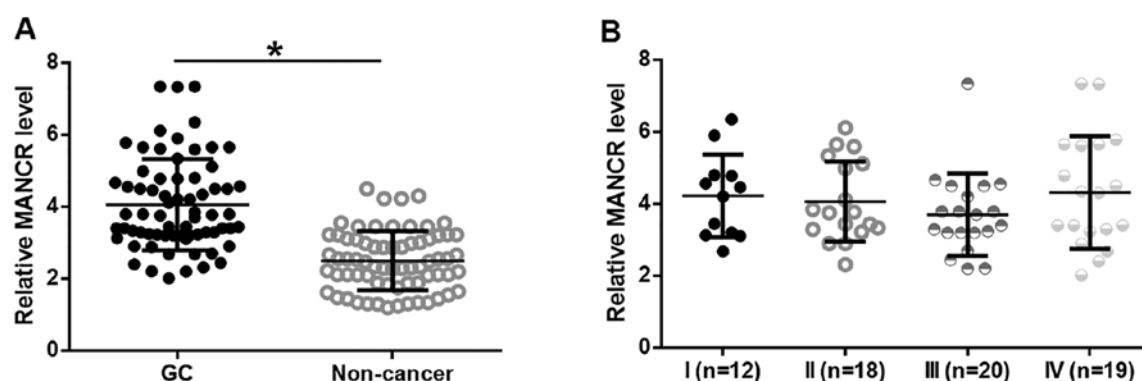 A
Relative MANCR level
8
6
4
2
0
*
GC
Non-cancer
B
Relative MANCR level
8
6
4
2
0
I (n=12)
II (n=18)
III (n=20)
IV (n=19)